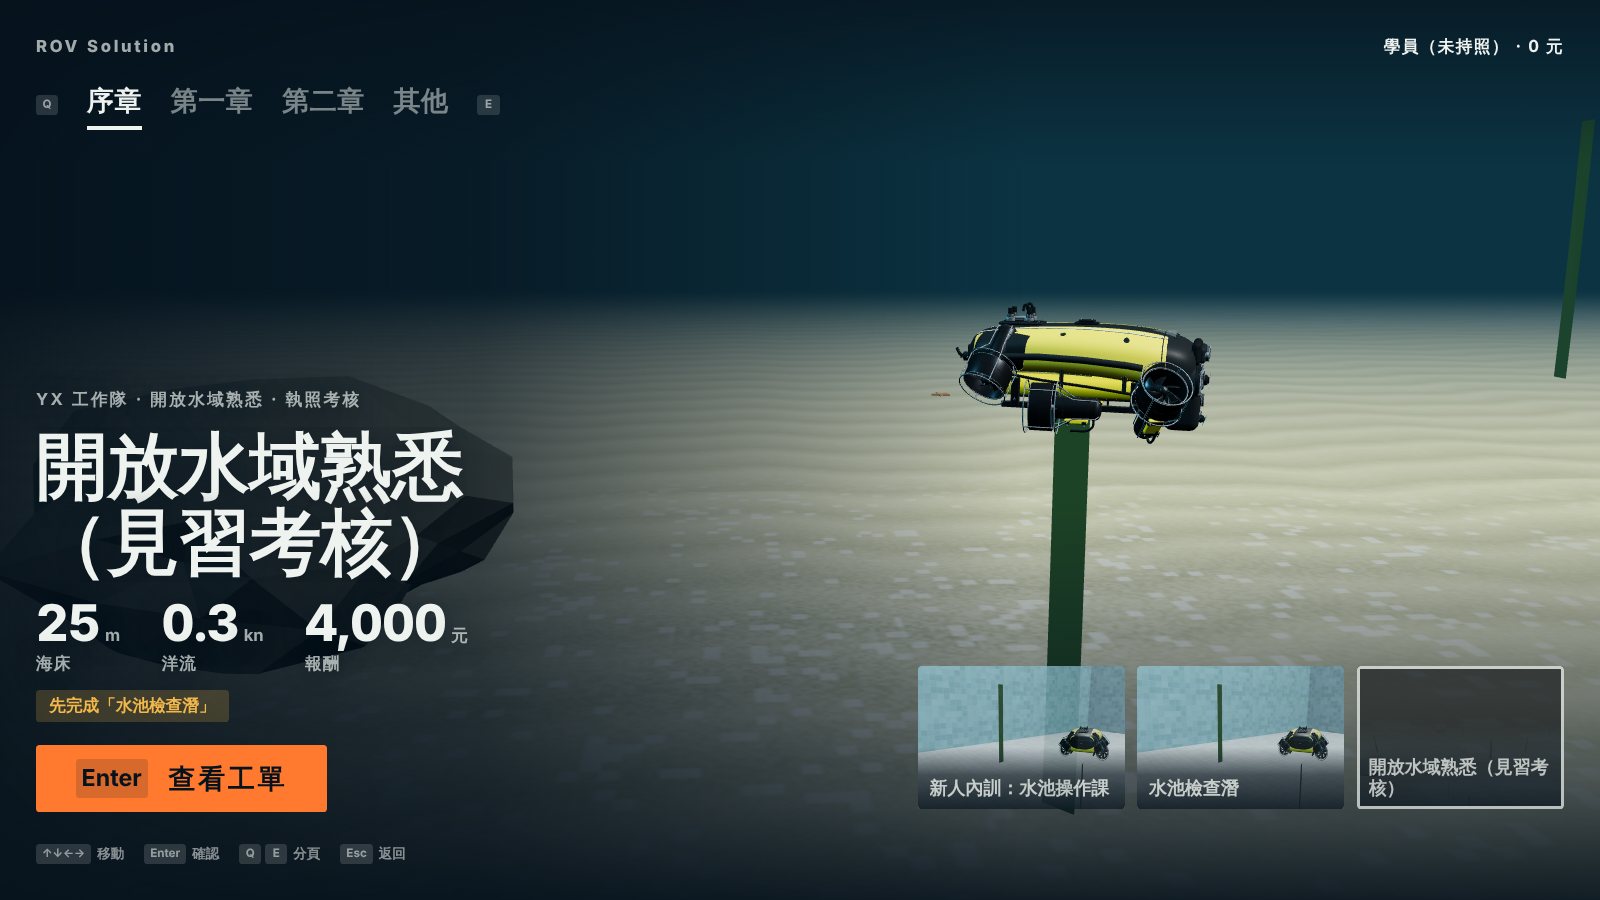 ROV Solution
學員（未持照）· 0 元
Q 序章 第一章 第二章 其他 E
YX 工作隊 · 開放水域熟悉 · 執照考核
開放水域熟悉
（見習考核）
25 m 0.3 kn 4,000 元
海床 洋流 報酬
先完成「水池檢查潛」
Enter 查看工單
新人內訓：水池操作課
水池檢查潛
開放水域熟悉（見習考
核）
↑↓←→ 移動 Enter 確認 Q E 分頁 Esc 返回